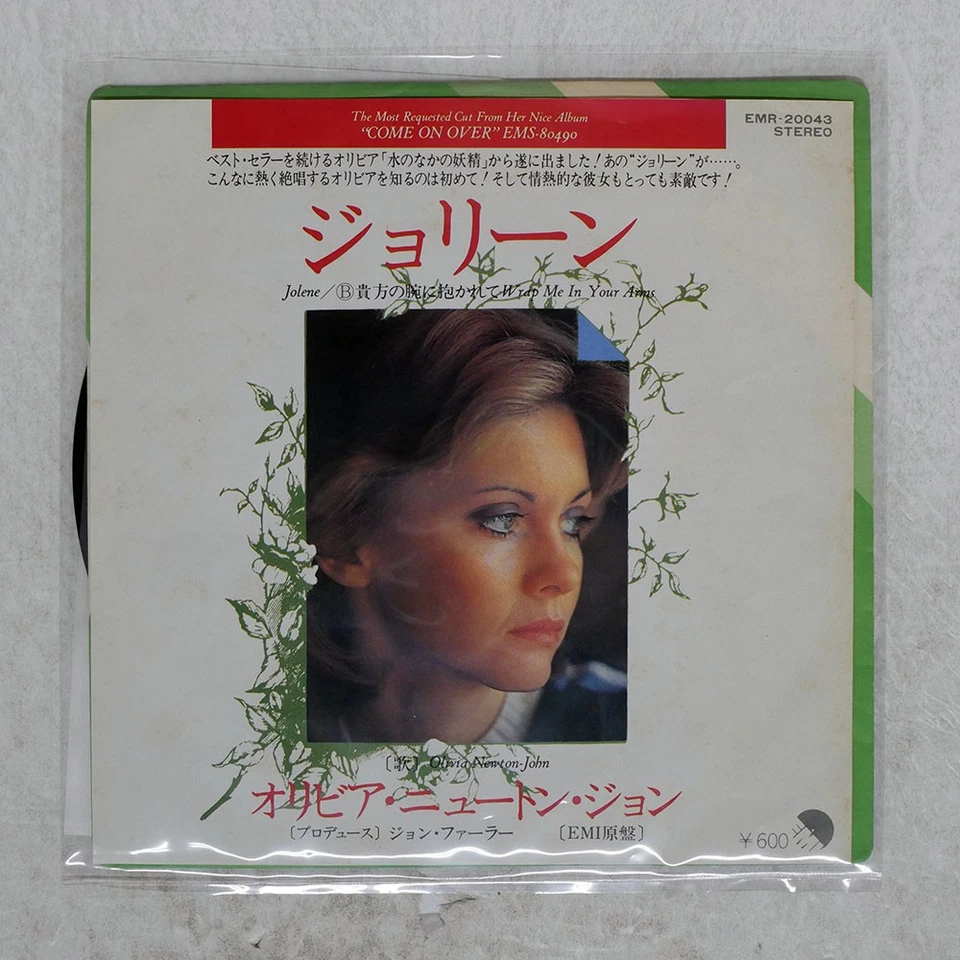 The Most Requested Cut From Her Nice Album
"COME ON OVER" EMS-80490
EMR-20043
STEREO
ベスト・セラーを続けるオリビア「水のなかの妖精」から遂に出ました！あの"ジョリーン"が……。
こんなに熱く絶唱するオリビアを知るのは初めて！そして情熱的な彼女もとっても素敵です！
ジョリーン
Jolene／Ⓑ貴方の腕に抱かれてWrap Me In Your Arms
〔歌〕 Olivia Newton-John
オリビア・ニュートン・ジョン
〔プロデュース〕ジョン・ファーラー 〔EMI原盤〕
￥600